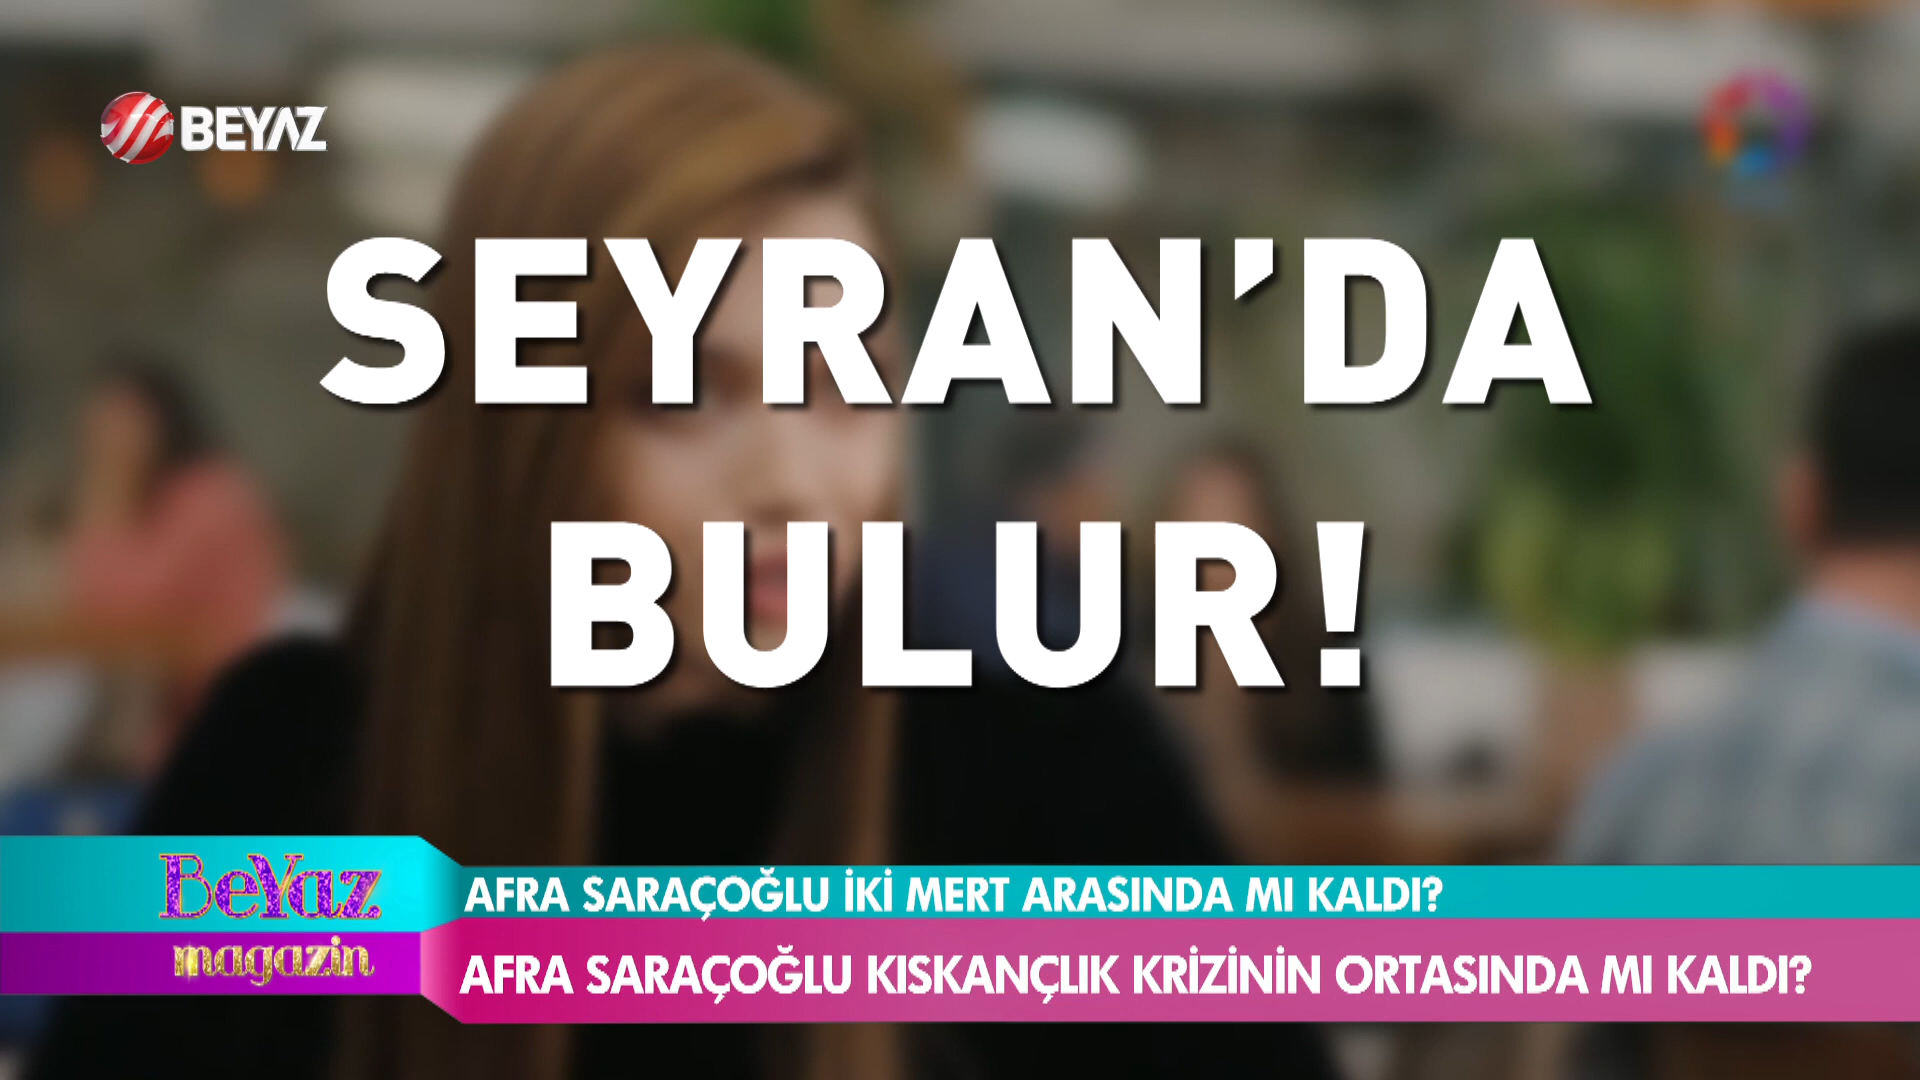 BEYAZ
SEYRAN'DA
BULUR!
BeYaz
magazin
AFRA SARAÇOĞLU İKİ MERT ARASINDA MI KALDI?
AFRA SARAÇOĞLU KISKANÇLIK KRİZİNİN ORTASINDA MI KALDI?